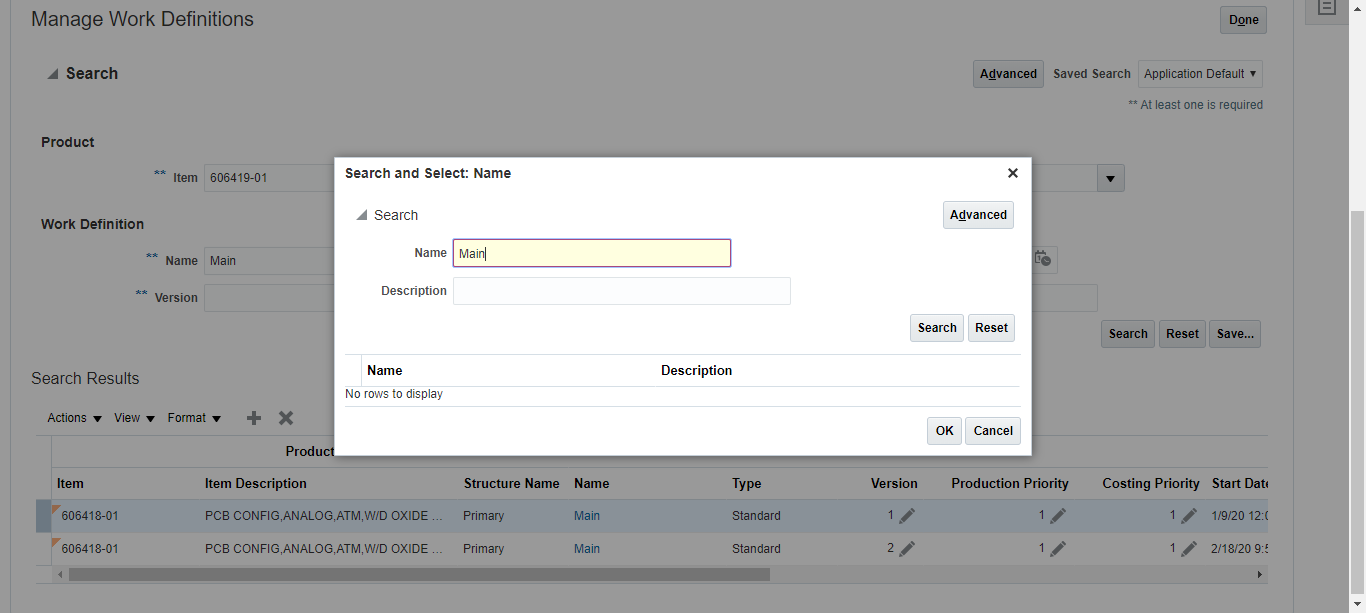 Manage Work Definitions
Done
Search
Advanced Saved Search Application Default
** At least one is required
Product
** Item 606419-01
Work Definition
** Name Main
** Version
Search Reset Save...
Search and Select: Name
Search
Advanced
Name Main
Description
Search Reset
Name Description
No rows to display
OK Cancel
Search Results
Actions View Format
Product
Item Item Description Structure Name Name Type Version Production Priority Costing Priority Start Date
606418-01 PCB CONFIG,ANALOG,ATM,W/D OXIDE ... Primary Main Standard 1 1 1 1/9/20 12:0
606418-01 PCB CONFIG,ANALOG,ATM,W/D OXIDE ... Primary Main Standard 2 1 1 2/18/20 9:5